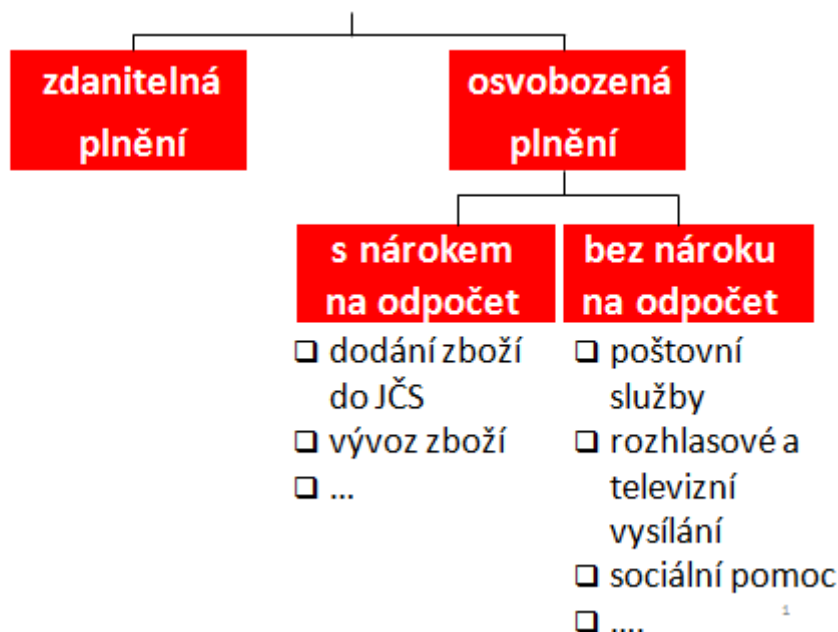 zdanitelná
plnění
osvobozená
plnění
s nárokem
na odpočet
bez nároku
na odpočet
❑ dodání zboží
do JČS
❑ vývoz zboží
❑ ...
❑ poštovní
služby
❑ rozhlasové a
televizní
vysílání
❑ sociální pomoc
❑ ....
1